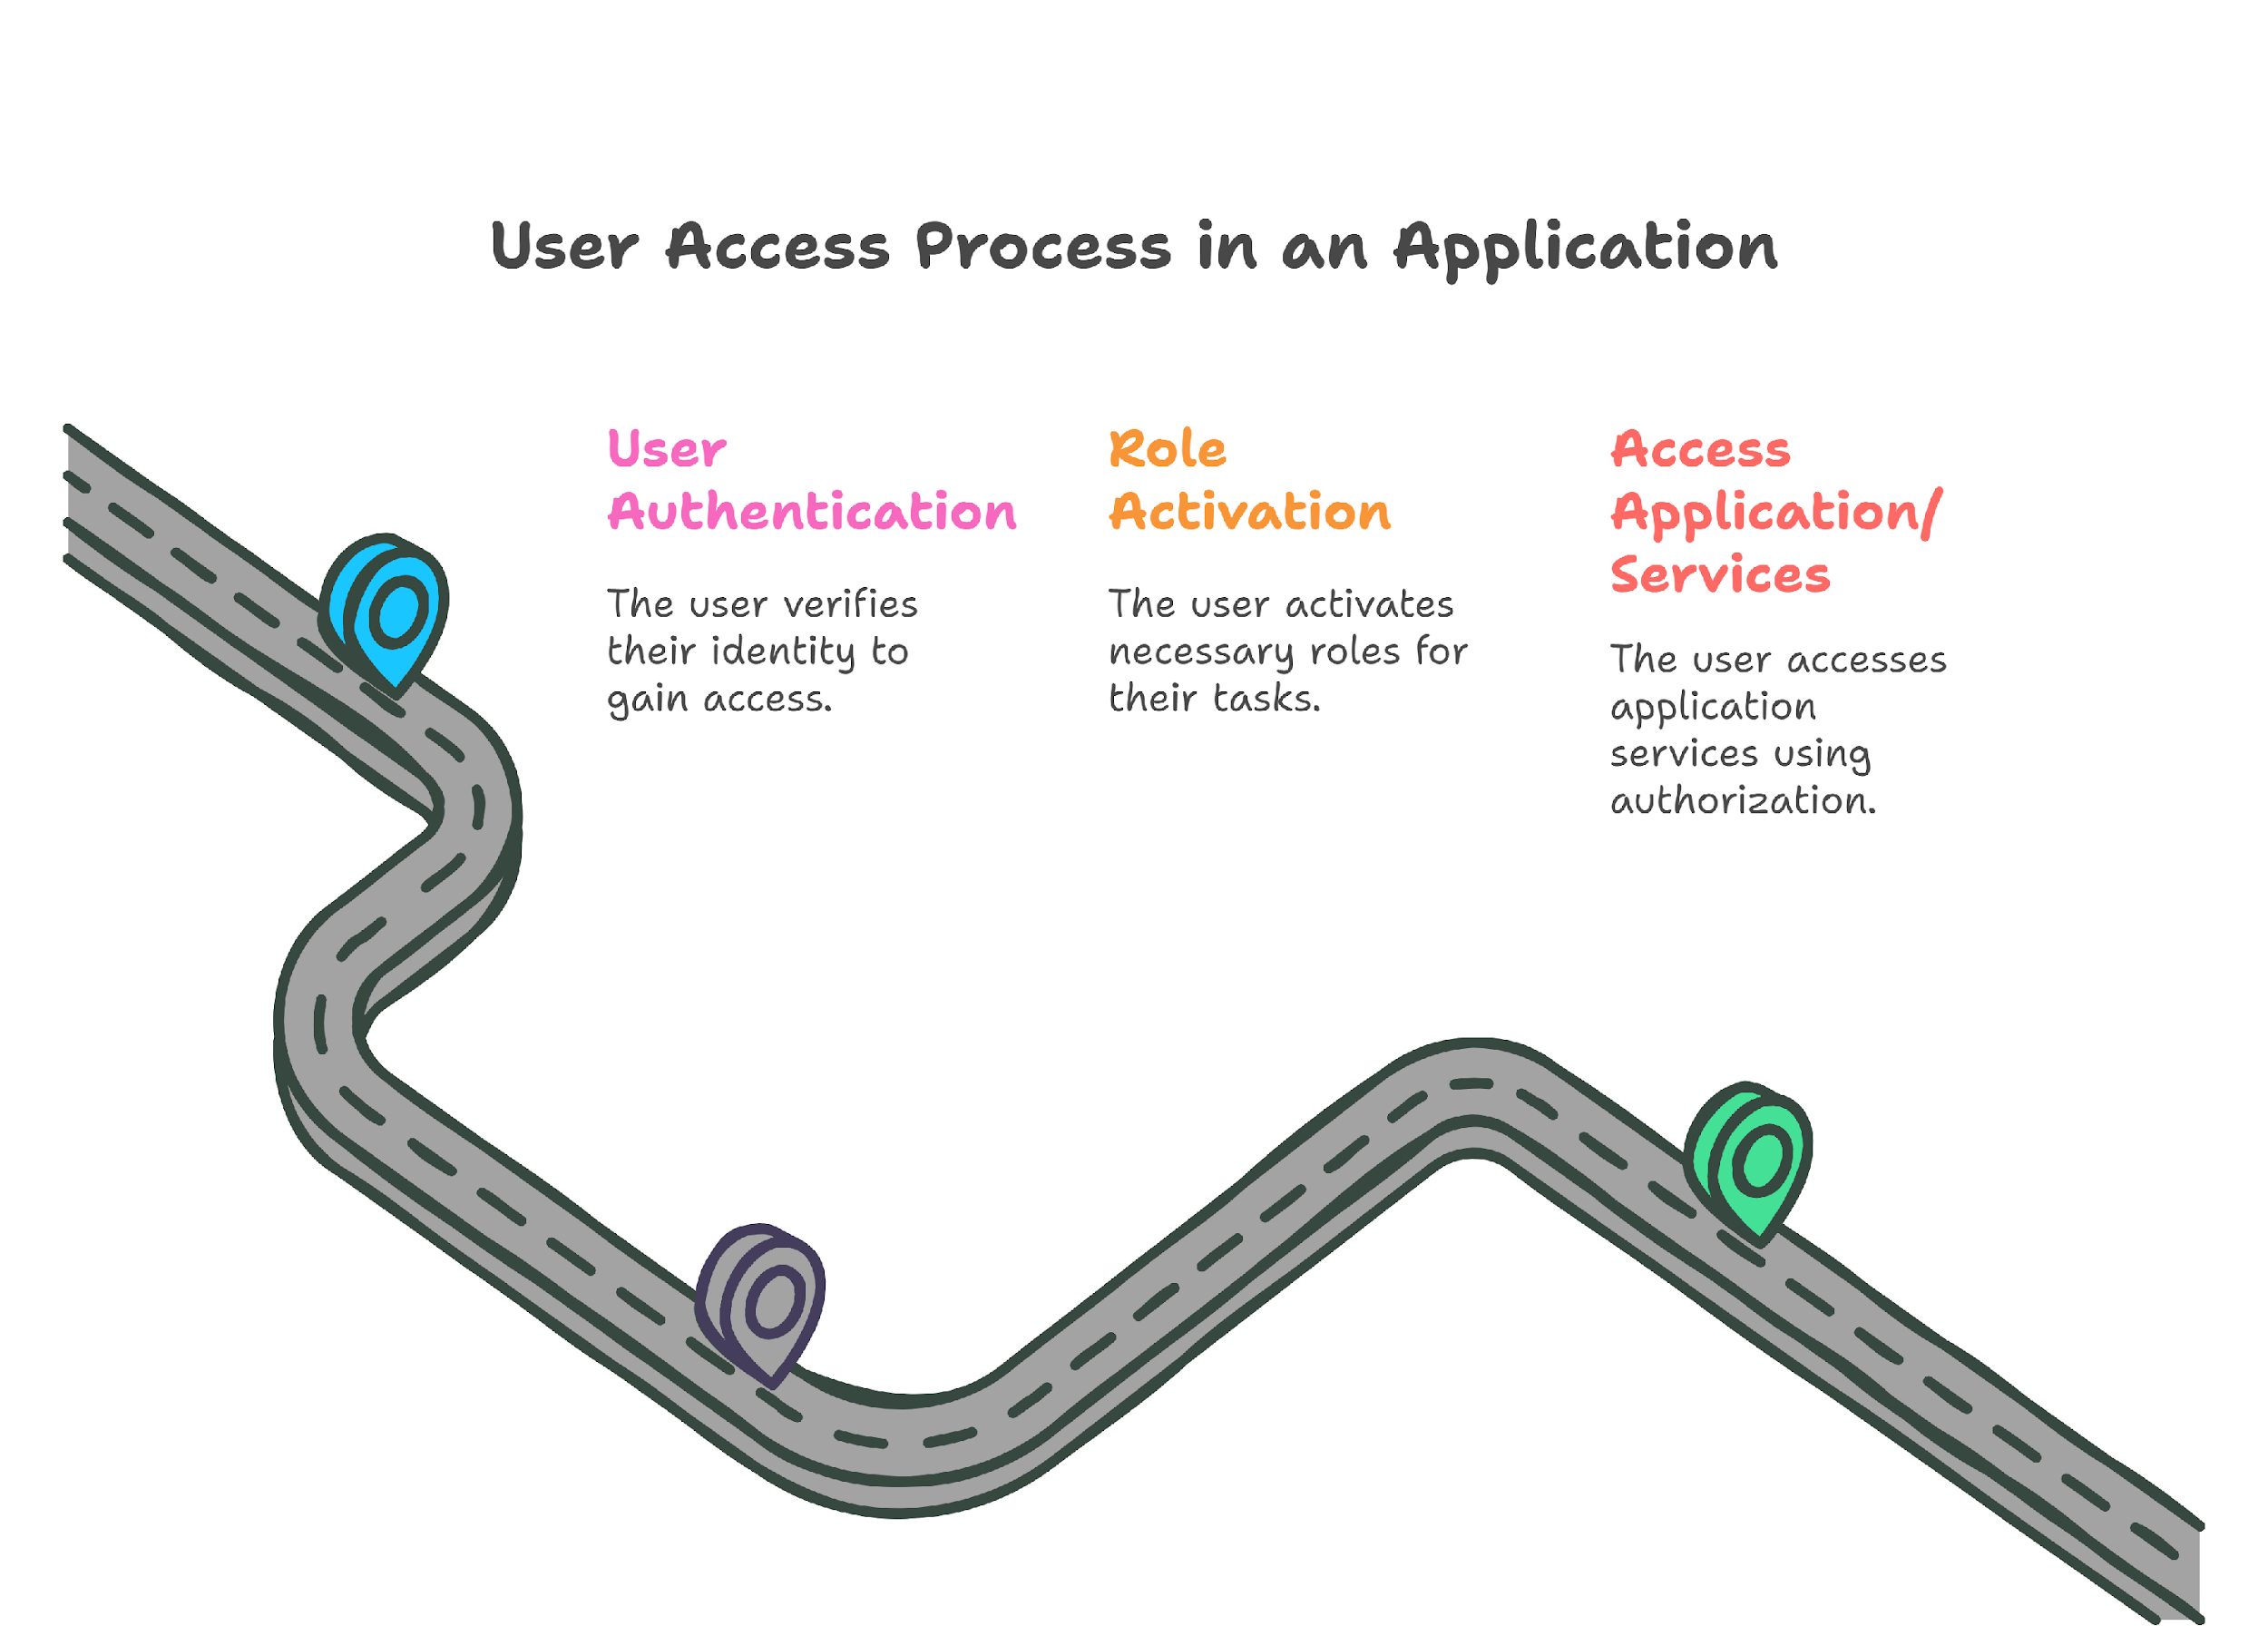 User Access Process in an Application
User
Authentication
The user verifies
their identity to
gain access.
Role
Activation
The user activates
necessary roles for
their tasks.
Access
Application/
Services
The user accesses
application
services using
authorization.